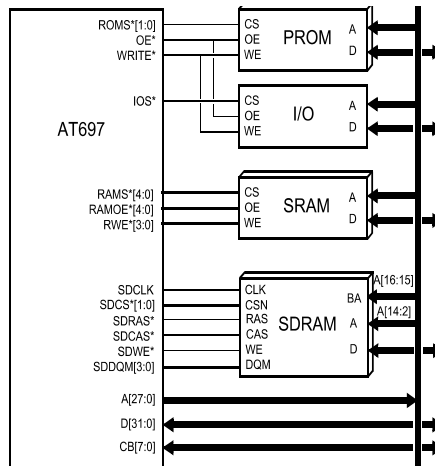 ROMS*[1:0] CS PROM A
OE* OE
WRITE* WE D
IOS* CS I/O A
OE
WE D
AT697
RAMS*[4:0] CS SRAM A
RAMOE*[4:0] OE
RWE*[3:0] WE D
A[16:15]
SDCLK CLK BA
SDCS*[1:0] CSN
A[14:2]
SDRAS* RAS SDRAM A
SDCAS* CAS
SDWE* WE D
SDDQM[3:0] DQM
A[27:0]
D[31:0]
CB[7:0]